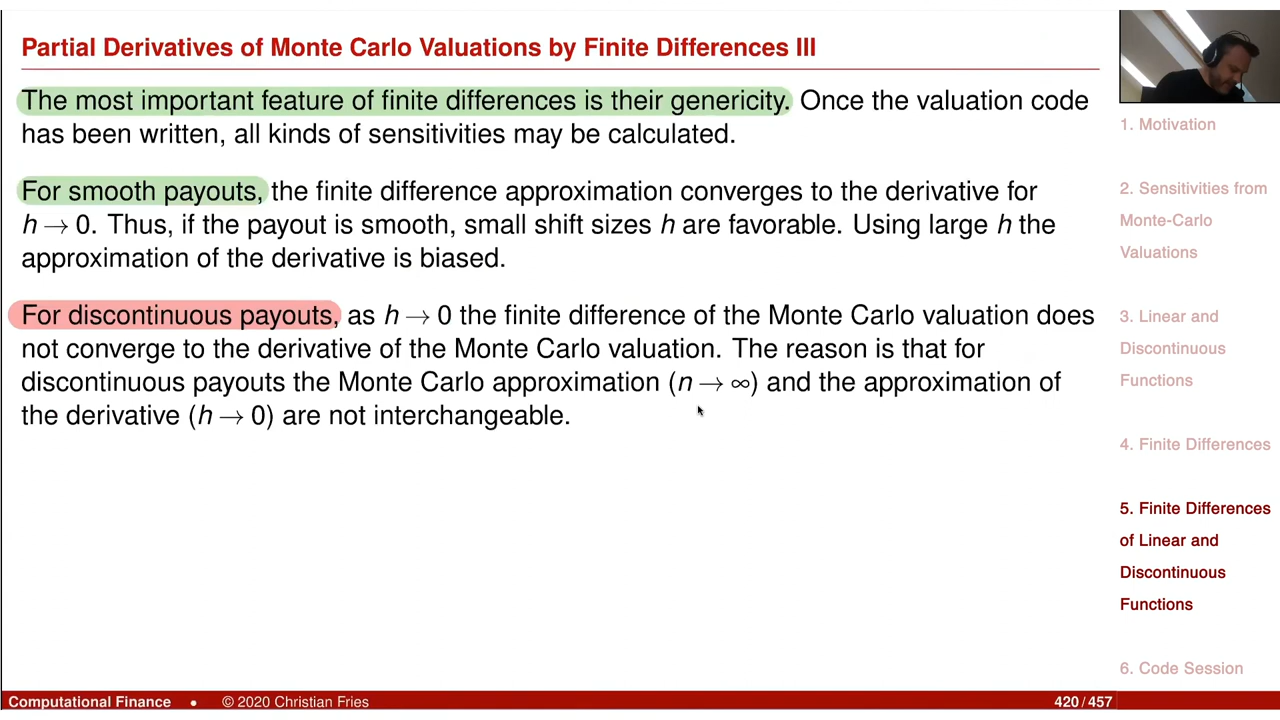 Partial Derivatives of Monte Carlo Valuations by Finite Differences III
The most important feature of finite differences is their genericity. Once the valuation code
has been written, all kinds of sensitivities may be calculated.
For smooth payouts, the finite difference approximation converges to the derivative for
h → 0. Thus, if the payout is smooth, small shift sizes h are favorable. Using large h the
approximation of the derivative is biased.
For discontinuous payouts, as h → 0 the finite difference of the Monte Carlo valuation does
not converge to the derivative of the Monte Carlo valuation. The reason is that for
discontinuous payouts the Monte Carlo approximation (n → ∞) and the approximation of
the derivative (h → 0) are not interchangeable.
1. Motivation
2. Sensitivities from
Monte-Carlo
Valuations
3. Linear and
Discontinuous
Functions
4. Finite Differences
5. Finite Differences
of Linear and
Discontinuous
Functions
6. Code Session
Computational Finance • © 2020 Christian Fries 420 / 457